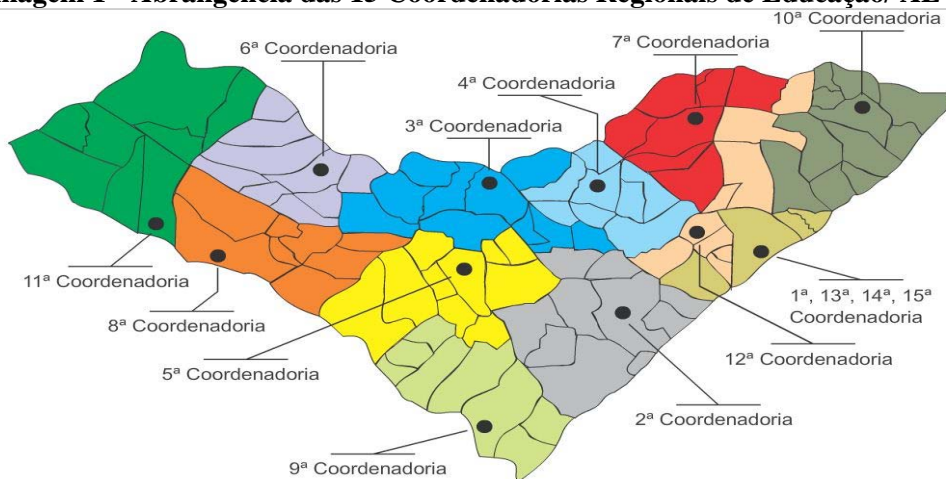 10ª Coordenadoria
6ª Coordenadoria
7ª Coordenadoria
4ª Coordenadoria
3ª Coordenadoria
11ª Coordenadoria
1ª, 13ª, 14ª, 15ª
Coordenadoria
8ª Coordenadoria
12ª Coordenadoria
5ª Coordenadoria
2ª Coordenadoria
9ª Coordenadoria